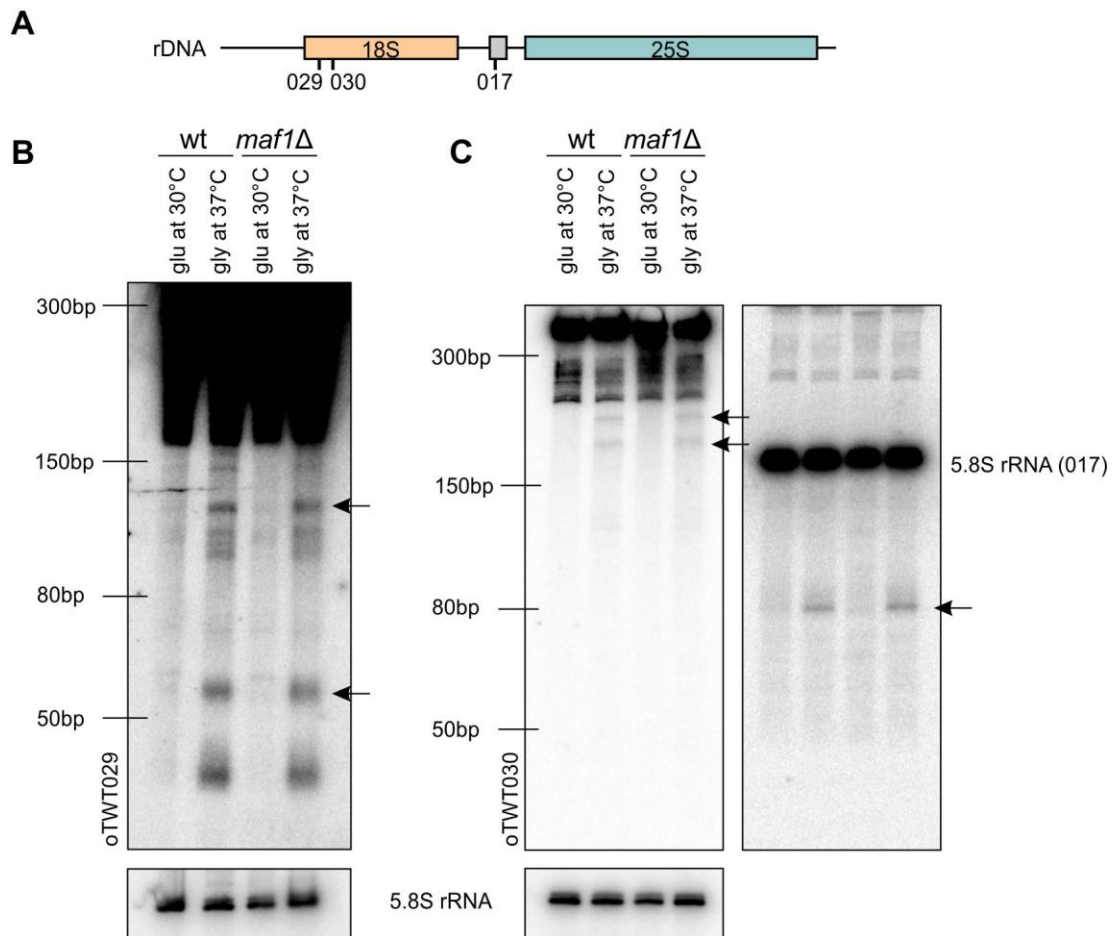 A
rDNA
18S
25S
029 030
017
B
wt maf1Δ
glu at 30°C
gly at 37°C
glu at 30°C
gly at 37°C
300bp
150bp
80bp
50bp
oTWT029
C
wt maf1Δ
glu at 30°C
gly at 37°C
glu at 30°C
gly at 37°C
300bp
150bp
80bp
50bp
oTWT030
5.8S rRNA (017)
5.8S rRNA